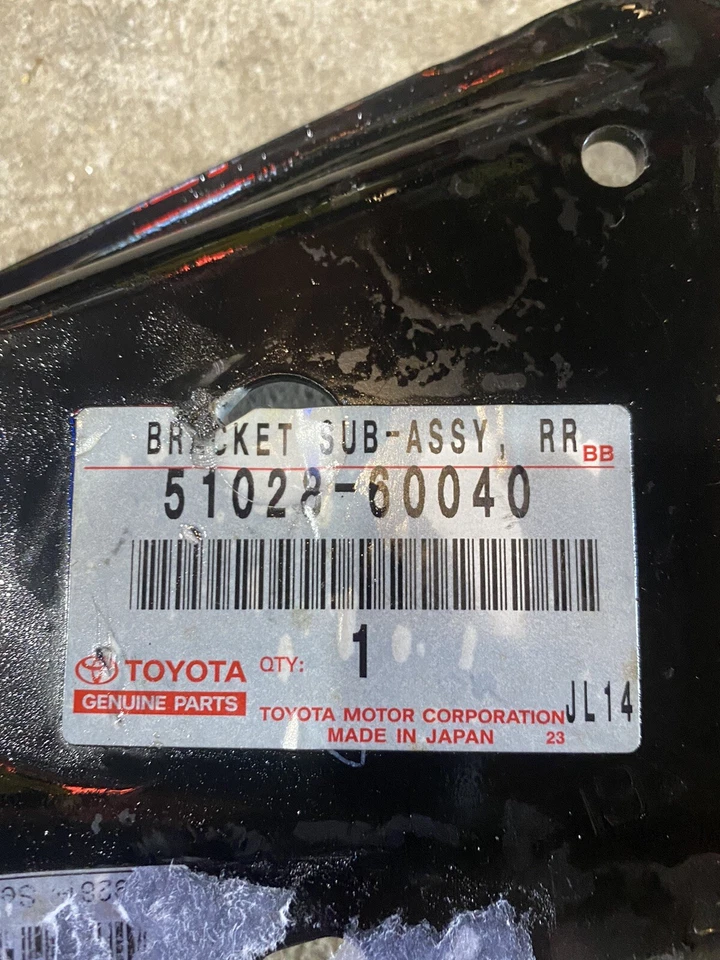 BRACKET SUB-ASSY, RR BB
51028-60040
TOYOTA QTY: 1
GENUINE PARTS
TOYOTA MOTOR CORPORATION JL14
MADE IN JAPAN 23